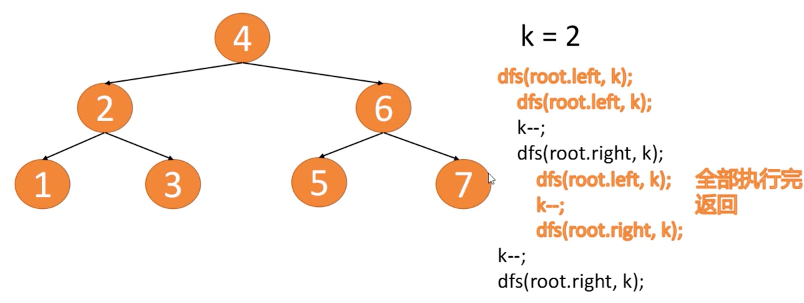 4
2
6
1
3
5
7
k = 2
dfs(root.left, k);
dfs(root.left, k);
k--;
dfs(root.right, k);
dfs(root.left, k); 全部执行完
k--; 返回
dfs(root.right, k);
k--;
dfs(root.right, k);